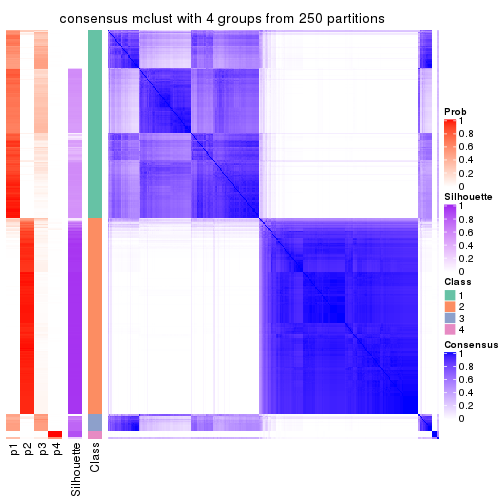 consensus mclust with 4 groups from 250 partitions
Prob
1
0.8
0.6
0.4
0.2
0
Silhouette
1
0.8
0.6
0.4
0.2
0
Class
1
2
3
4
Consensus
1
0.8
0.6
0.4
0.2
0
p1
p2
p3
p4
Silhouette
Class